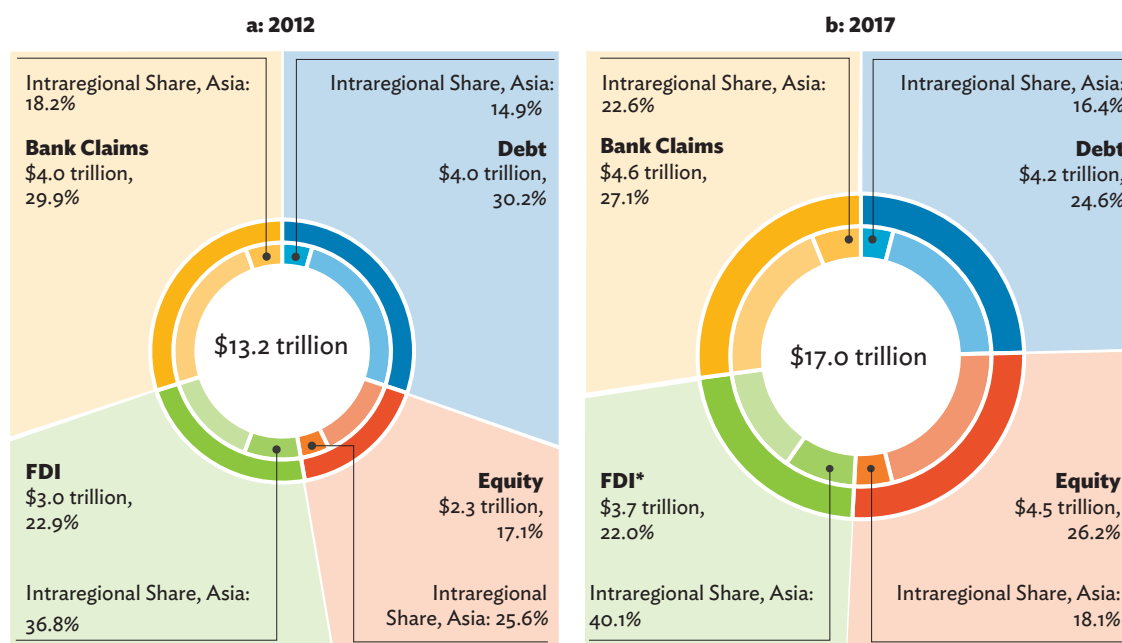 a: 2012
Intraregional Share, Asia:
18.2%
Bank Claims
$4.0 trillion,
29.9%
Intraregional Share, Asia:
14.9%
Debt
$4.0 trillion,
30.2%
$13.2 trillion
FDI
$3.0 trillion,
22.9%
Intraregional Share, Asia:
36.8%
Equity
$2.3 trillion,
17.1%
Intraregional
Share, Asia: 25.6%
b: 2017
Intraregional Share, Asia:
22.6%
Bank Claims
$4.6 trillion,
27.1%
Intraregional Share, Asia:
16.4%
Debt
$4.2 trillion,
24.6%
$17.0 trillion
FDI*
$3.7 trillion,
22.0%
Intraregional Share, Asia:
40.1%
Equity
$4.5 trillion,
26.2%
Intraregional Share, Asia:
18.1%